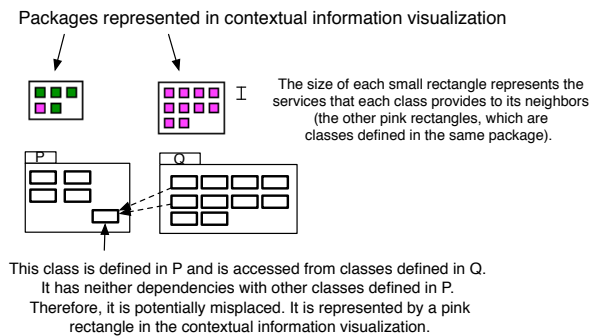 Packages represented in contextual information visualization
The size of each small rectangle represents the
services that each class provides to its neighbors
(the other pink rectangles, which are
classes defined in the same package).
P
Q
This class is defined in P and is accessed from classes defined in Q.
It has neither dependencies with other classes defined in P.
Therefore, it is potentially misplaced. It is represented by a pink
rectangle in the contextual information visualization.